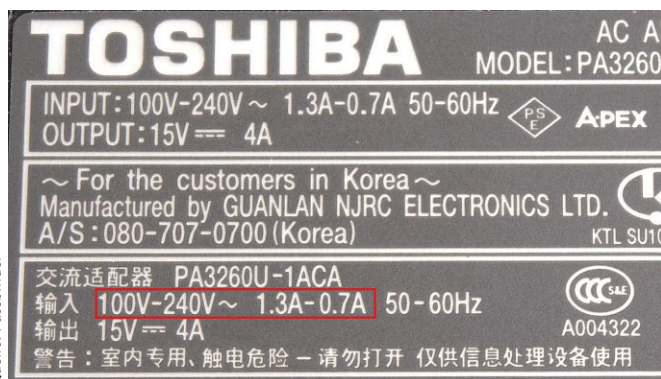 TOSHIBA
AC A
MODEL:PA3260
INPUT:100V-240V～ 1.3A-0.7A 50-60Hz
OUTPUT:15V⎓ 4A
PS
E
APEX
～For the customers in Korea～
Manufactured by GUANLAN NJRC ELECTRONICS LTD.
A/S:080-707-0700(Korea)
KTL SU10
交流适配器 PA3260U-1ACA
输入 100V-240V～ 1.3A-0.7A 50-60Hz
输出 15V⎓ 4A
CCC S&E
A004322
警告：室内专用、触电危险－请勿打开 仅供信息处理设备使用